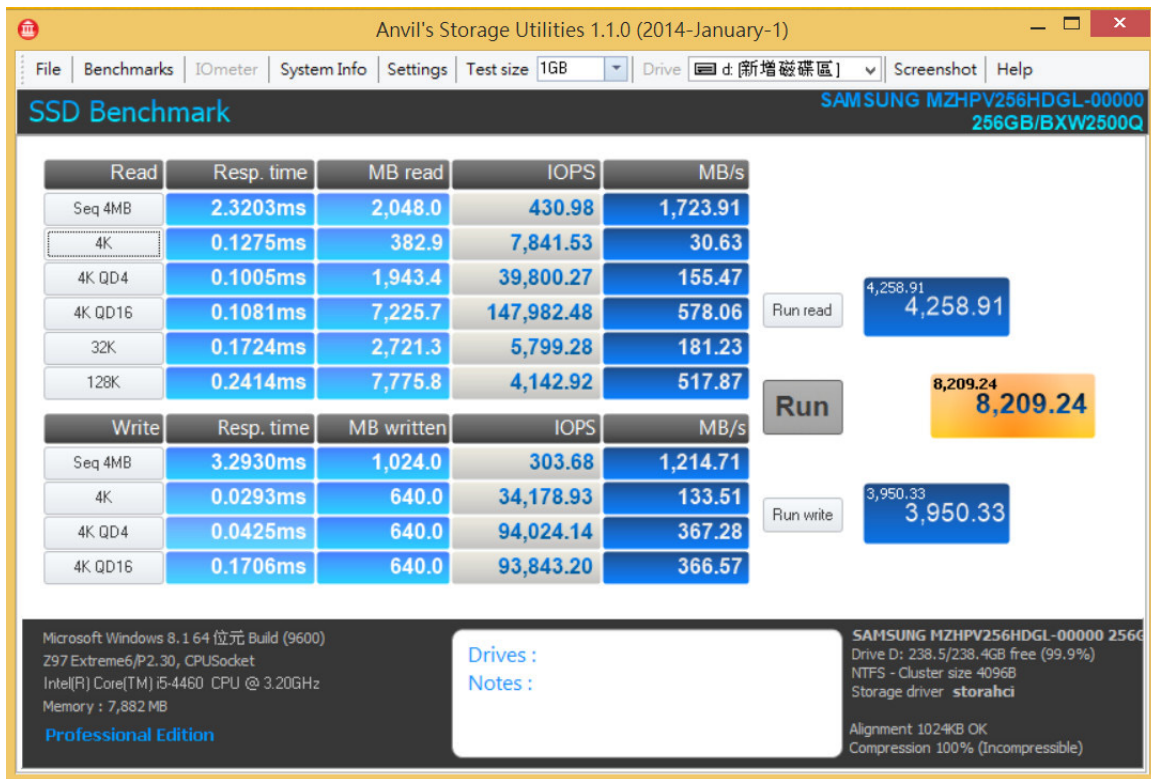 Anvil's Storage Utilities 1.1.0 (2014-January-1)
File Benchmarks IOmeter System Info Settings Test size 1GB Drive d: [新增磁碟區] Screenshot Help
SSD Benchmark
SAMSUNG MZHPV256HDGL-00000
256GB/BXW2500Q
Read Resp. time MB read IOPS MB/s
Seq 4MB 2.3203ms 2,048.0 430.98 1,723.91
4K 0.1275ms 382.9 7,841.53 30.63
4K QD4 0.1005ms 1,943.4 39,800.27 155.47
4K QD16 0.1081ms 7,225.7 147,982.48 578.06
32K 0.1724ms 2,721.3 5,799.28 181.23
128K 0.2414ms 7,775.8 4,142.92 517.87
Run read
4,258.91
4,258.91
Run
8,209.24
8,209.24
Write Resp. time MB written IOPS MB/s
Seq 4MB 3.2930ms 1,024.0 303.68 1,214.71
4K 0.0293ms 640.0 34,178.93 133.51
4K QD4 0.0425ms 640.0 94,024.14 367.28
4K QD16 0.1706ms 640.0 93,843.20 366.57
Run write
3,950.33
3,950.33
Microsoft Windows 8.1 64 位元 Build (9600)
Z97 Extreme6/P2.30, CPUSocket
Intel(R) Core(TM) i5-4460 CPU @ 3.20GHz
Memory : 7,882 MB
Professional Edition
Drives :
Notes :
SAMSUNG MZHPV256HDGL-00000 256G
Drive D: 238.5/238.4GB free (99.9%)
NTFS - Cluster size 4096B
Storage driver storahci
Alignment 1024KB OK
Compression 100% (Incompressible)